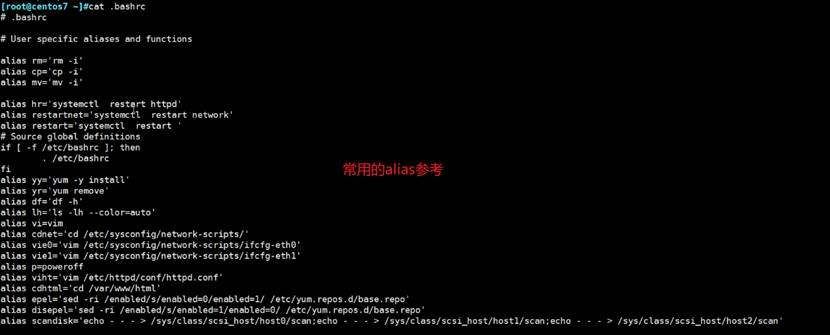 [root@centos7 ~]#cat .bashrc
# .bashrc
# User specific aliases and functions
alias rm='rm -i'
alias cp='cp -i'
alias mv='mv -i'
alias hr='systemctl  restart httpd'
alias restartnet='systemctl  restart network'
alias restart='systemctl  restart '
# Source global definitions
if [ -f /etc/bashrc ]; then
        . /etc/bashrc
fi
常用的alias参考
alias yy='yum -y install'
alias yr='yum remove'
alias df='df -h'
alias lh='ls -lh --color=auto'
alias vi=vim
alias cdnet='cd /etc/sysconfig/network-scripts/'
alias vie0='vim /etc/sysconfig/network-scripts/ifcfg-eth0'
alias vie1='vim /etc/sysconfig/network-scripts/ifcfg-eth1'
alias p=poweroff
alias viht='vim /etc/httpd/conf/httpd.conf'
alias cdhtml='cd /var/www/html'
alias epel='sed -ri /enabled/s/enabled=0/enabled=1/ /etc/yum.repos.d/base.repo'
alias disepel='sed -ri /enabled/s/enabled=1/enabled=0/ /etc/yum.repos.d/base.repo'
alias scandisk='echo - - - > /sys/class/scsi_host/host0/scan;echo - - - > /sys/class/scsi_host/host1/scan;echo - - - > /sys/class/scsi_host/host2/scan'